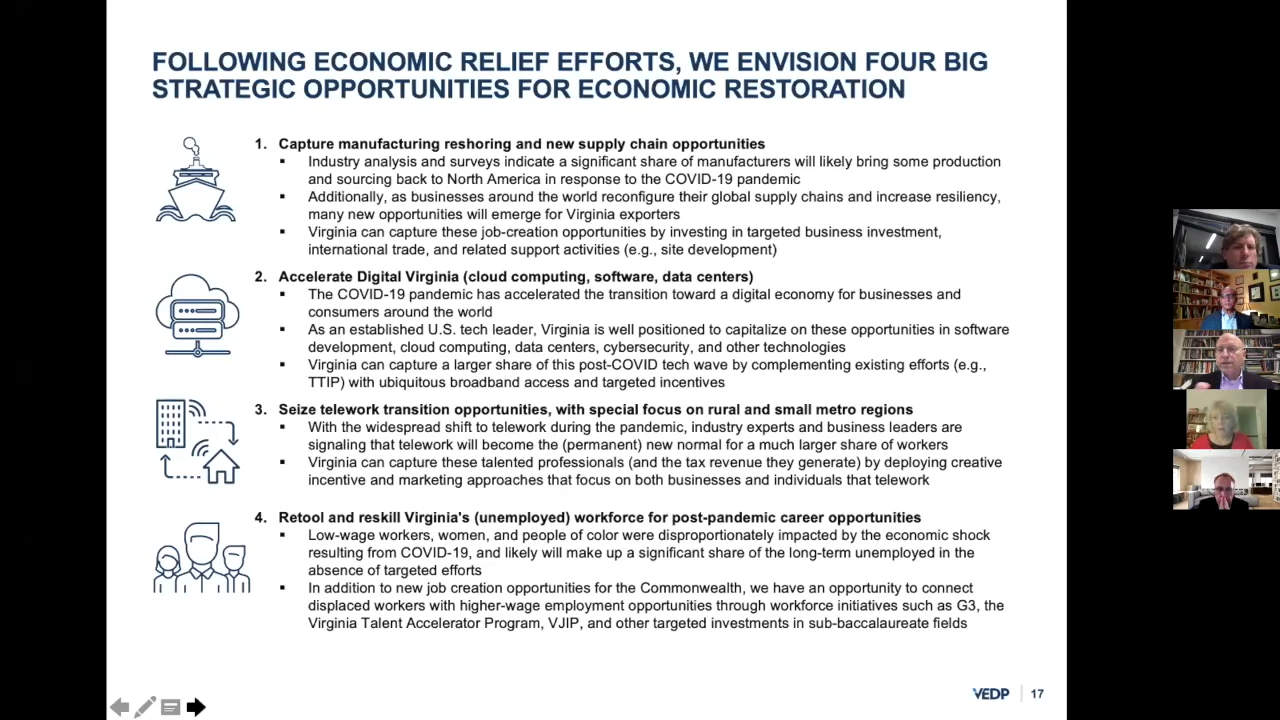 FOLLOWING ECONOMIC RELIEF EFFORTS, WE ENVISION FOUR BIG
STRATEGIC OPPORTUNITIES FOR ECONOMIC RESTORATION
1. Capture manufacturing reshoring and new supply chain opportunities
▪ Industry analysis and surveys indicate a significant share of manufacturers will likely bring some production
and sourcing back to North America in response to the COVID-19 pandemic
▪ Additionally, as businesses around the world reconfigure their global supply chains and increase resiliency,
many new opportunities will emerge for Virginia exporters
▪ Virginia can capture these job-creation opportunities by investing in targeted business investment,
international trade, and related support activities (e.g., site development)
2. Accelerate Digital Virginia (cloud computing, software, data centers)
▪ The COVID-19 pandemic has accelerated the transition toward a digital economy for businesses and
consumers around the world
▪ As an established U.S. tech leader, Virginia is well positioned to capitalize on these opportunities in software
development, cloud computing, data centers, cybersecurity, and other technologies
▪ Virginia can capture a larger share of this post-COVID tech wave by complementing existing efforts (e.g.,
TTIP) with ubiquitous broadband access and targeted incentives
3. Seize telework transition opportunities, with special focus on rural and small metro regions
▪ With the widespread shift to telework during the pandemic, industry experts and business leaders are
signaling that telework will become the (permanent) new normal for a much larger share of workers
▪ Virginia can capture these talented professionals (and the tax revenue they generate) by deploying creative
incentive and marketing approaches that focus on both businesses and individuals that telework
4. Retool and reskill Virginia's (unemployed) workforce for post-pandemic career opportunities
▪ Low-wage workers, women, and people of color were disproportionately impacted by the economic shock
resulting from COVID-19, and likely will make up a significant share of the long-term unemployed in the
absence of targeted efforts
▪ In addition to new job creation opportunities for the Commonwealth, we have an opportunity to connect
displaced workers with higher-wage employment opportunities through workforce initiatives such as G3, the
Virginia Talent Accelerator Program, VJIP, and other targeted investments in sub-baccalaureate fields
VEDP 17